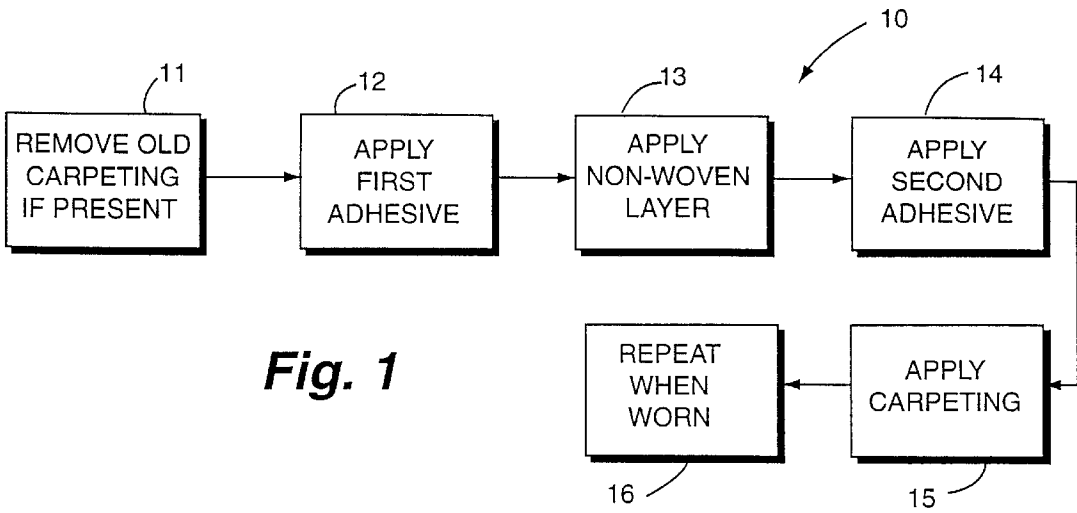 10
11
REMOVE OLD
CARPETING
IF PRESENT
12
APPLY
FIRST
ADHESIVE
13
APPLY
NON-WOVEN
LAYER
14
APPLY
SECOND
ADHESIVE
Fig. 1
REPEAT
WHEN
WORN
16
APPLY
CARPETING
15